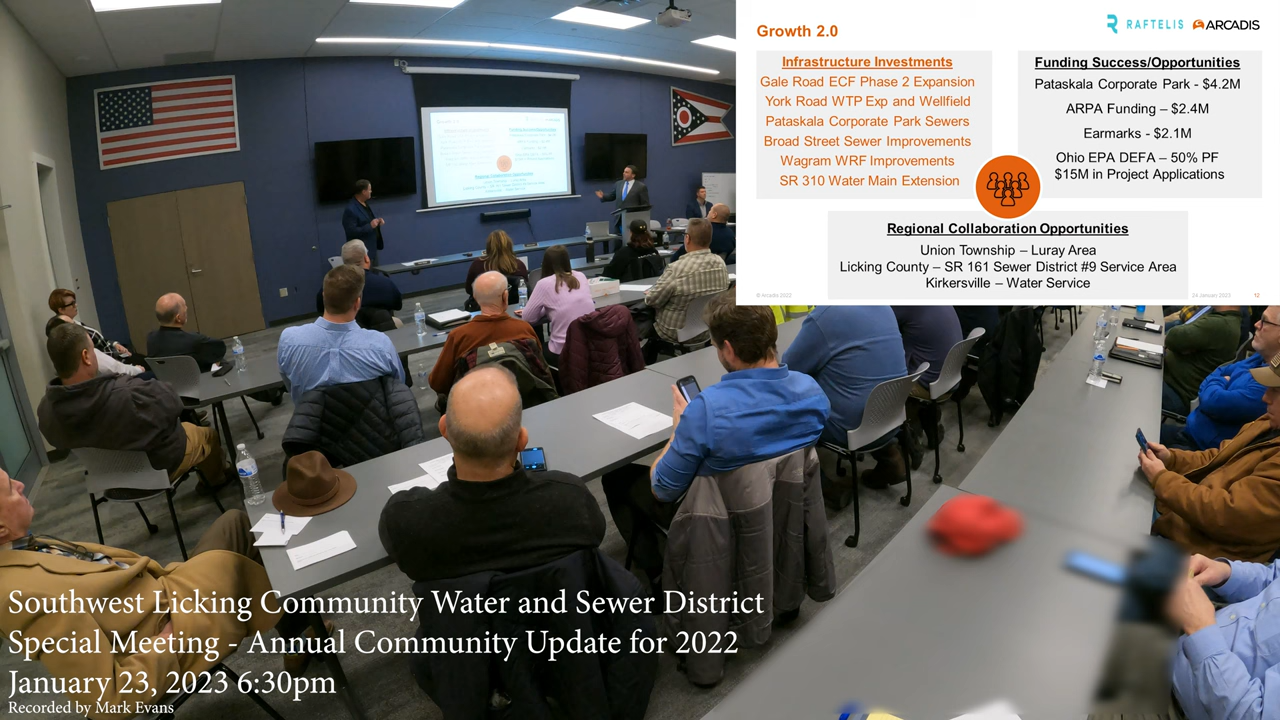 Growth 2.0
RAFTELIS
ARCADIS
Infrastructure Investments
Gale Road ECF Phase 2 Expansion
York Road WTP Exp and Wellfield
Pataskala Corporate Park Sewers
Broad Street Sewer Improvements
Wagram WRF Improvements
SR 310 Water Main Extension
Funding Success/Opportunities
Pataskala Corporate Park - $4.2M
ARPA Funding – $2.4M
Earmarks - $2.1M
Ohio EPA DEFA – 50% PF
$15M in Project Applications
Regional Collaboration Opportunities
Union Township – Luray Area
Licking County – SR 161 Sewer District #9 Service Area
Kirkersville – Water Service
© Arcadis 2022
24 January 2023
12
Southwest Licking Community Water and Sewer District
Special Meeting - Annual Community Update for 2022
January 23, 2023 6:30pm
Recorded by Mark Evans